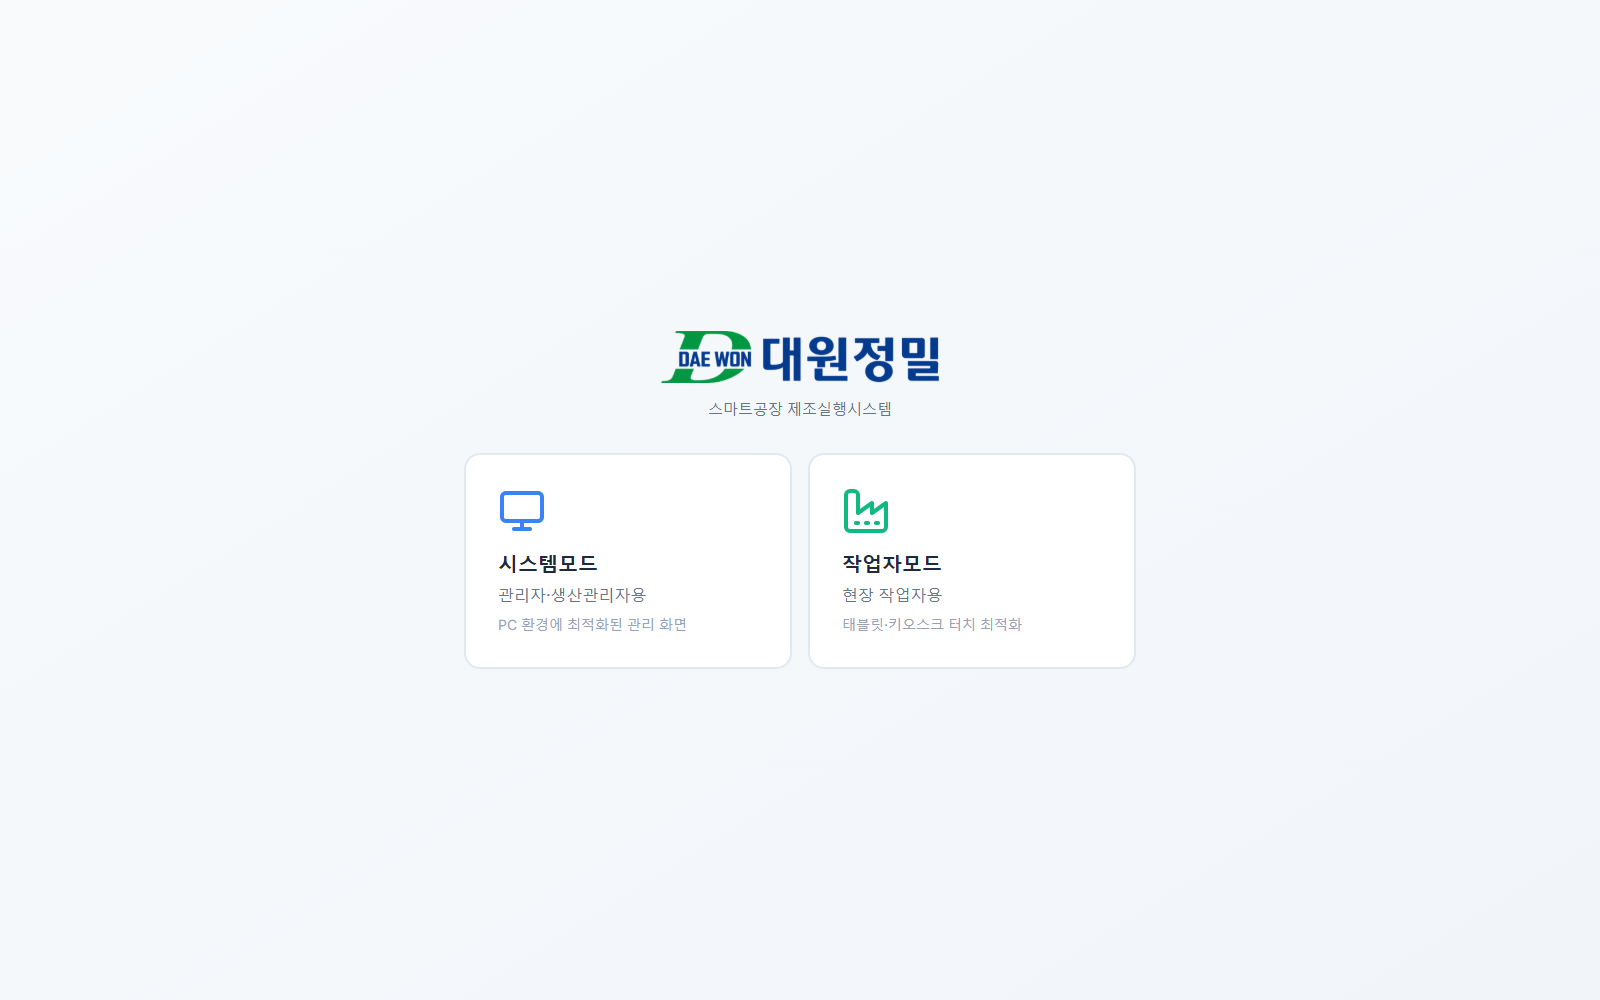 DAE WON 대원정밀
스마트공장 제조실행시스템
시스템모드
관리자·생산관리자용
PC 환경에 최적화된 관리 화면
작업자모드
현장 작업자용
태블릿·키오스크 터치 최적화